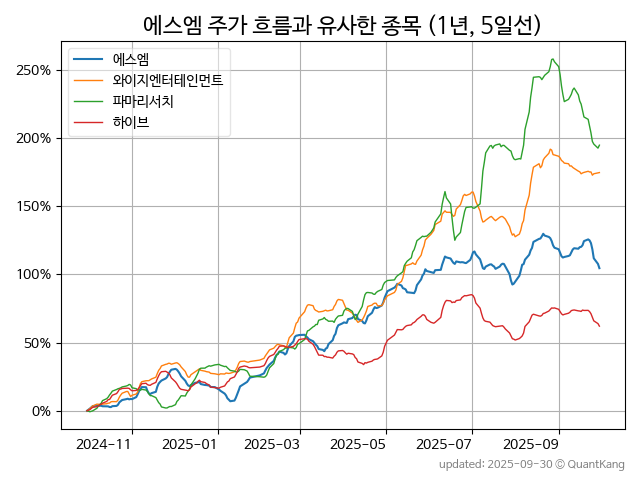 에스엠 주가 흐름과 유사한 종목 (1년, 5일선)
에스엠
와이지엔터테인먼트
파마리서치
하이브
250%
200%
150%
100%
50%
0%
2024-11
2025-01
2025-03
2025-05
2025-07
2025-09
updated: 2025-09-30 © QuantKang